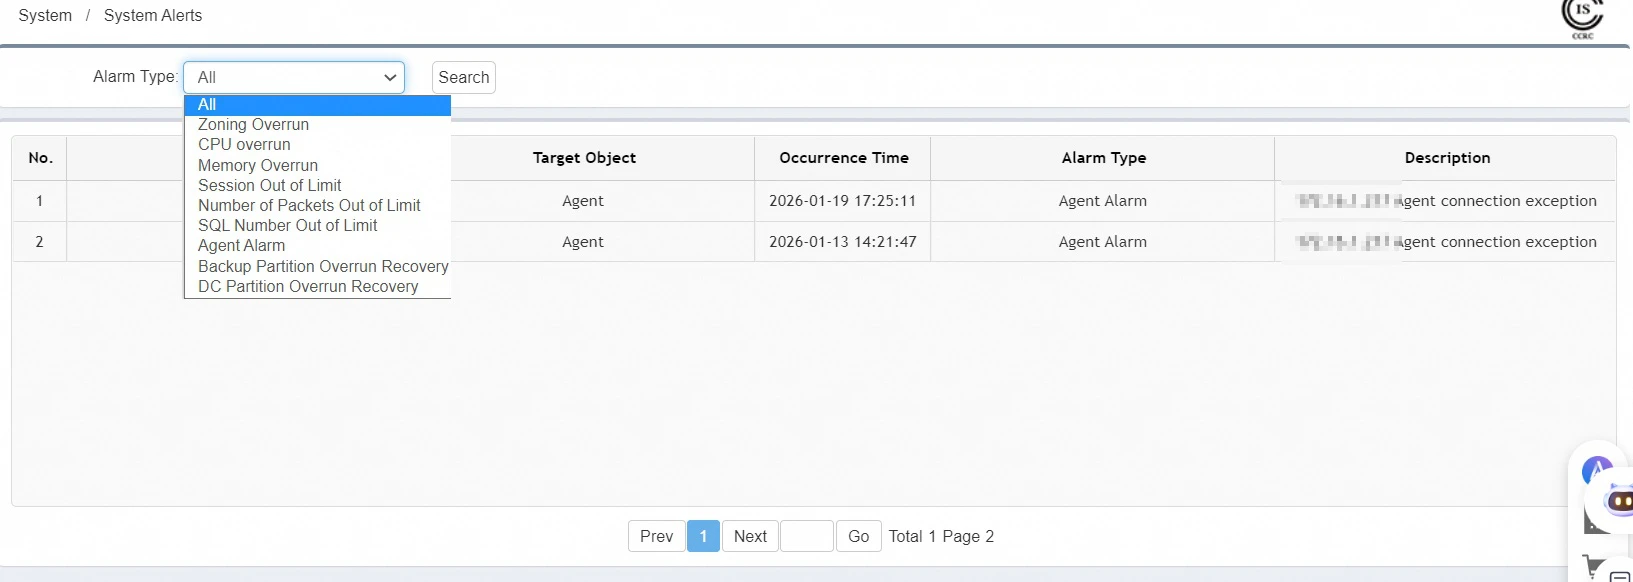 System / System Alerts
IS
CCRC
Alarm Type: All Search
All
Zoning Overrun
CPU overrun
Memory Overrun
Session Out of Limit
Number of Packets Out of Limit
SQL Number Out of Limit
Agent Alarm
Backup Partition Overrun Recovery
DC Partition Overrun Recovery
No. Target Object Occurrence Time Alarm Type Description
1 Agent 2026-01-19 17:25:11 Agent Alarm Agent connection exception
2 Agent 2026-01-13 14:21:47 Agent Alarm Agent connection exception
Prev 1 Next Go Total 1 Page 2